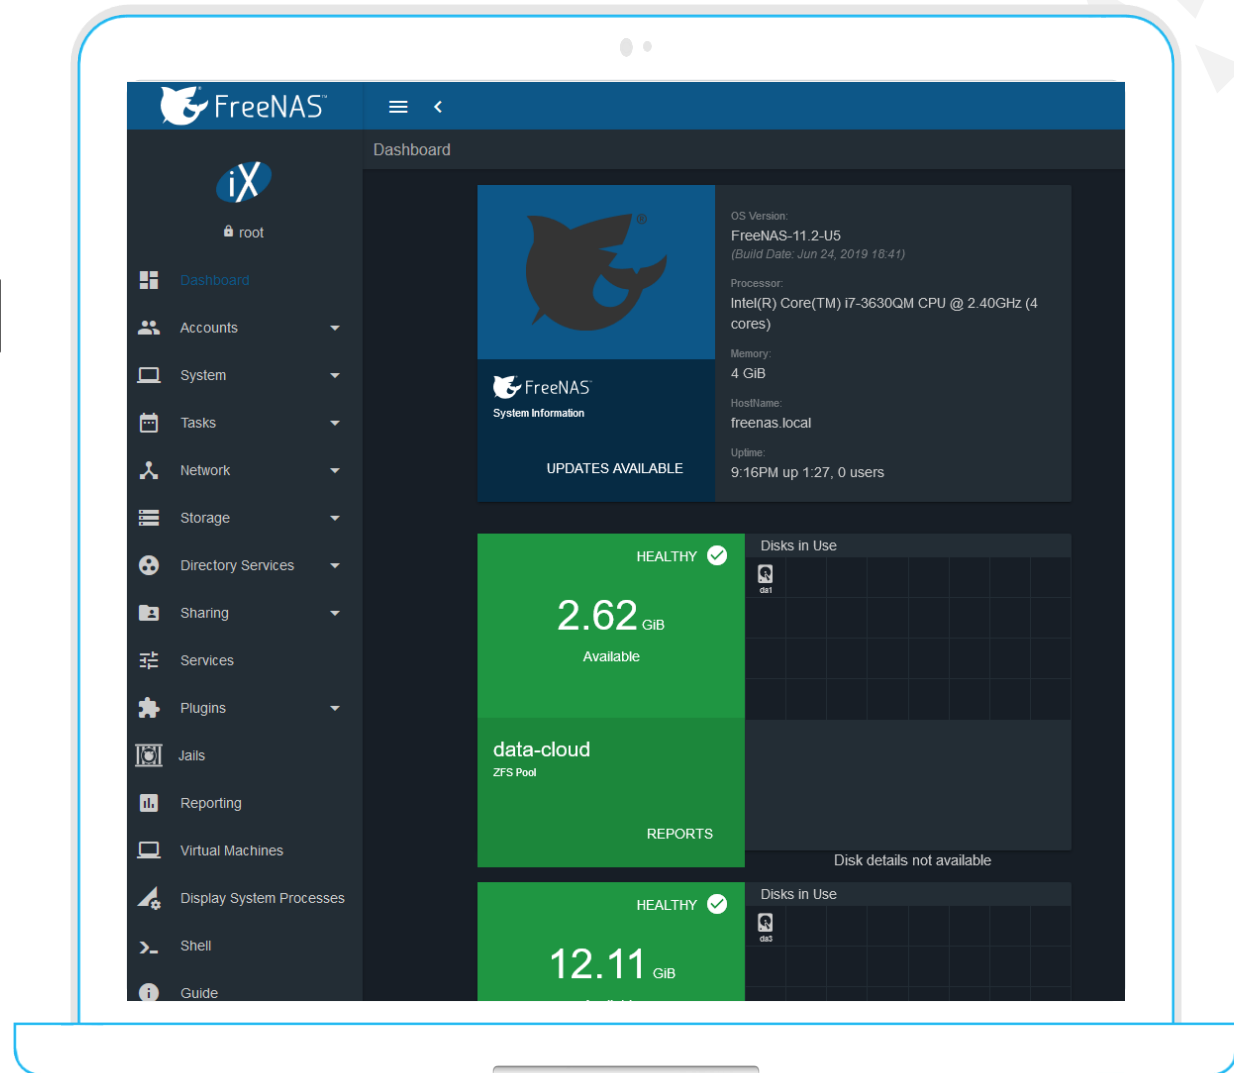 FreeNAS™
Dashboard
iX
root
Dashboard
Accounts
System
Tasks
Network
Storage
Directory Services
Sharing
Services
Plugins
Jails
Reporting
Virtual Machines
Display System Processes
Shell
Guide
®
FreeNAS
System Information
UPDATES AVAILABLE
OS Version:
FreeNAS-11.2-U5
(Build Date: Jun 24, 2019 18:41)
Processor:
Intel(R) Core(TM) i7-3630QM CPU @ 2.40GHz (4
cores)
Memory:
4 GiB
HostName:
freenas.local
Uptime:
9:16PM up 1:27, 0 users
HEALTHY
2.62 GiB
Available
data-cloud
ZFS Pool
REPORTS
Disks in Use
da1
Disk details not available
HEALTHY
12.11 GiB
Disks in Use
da3